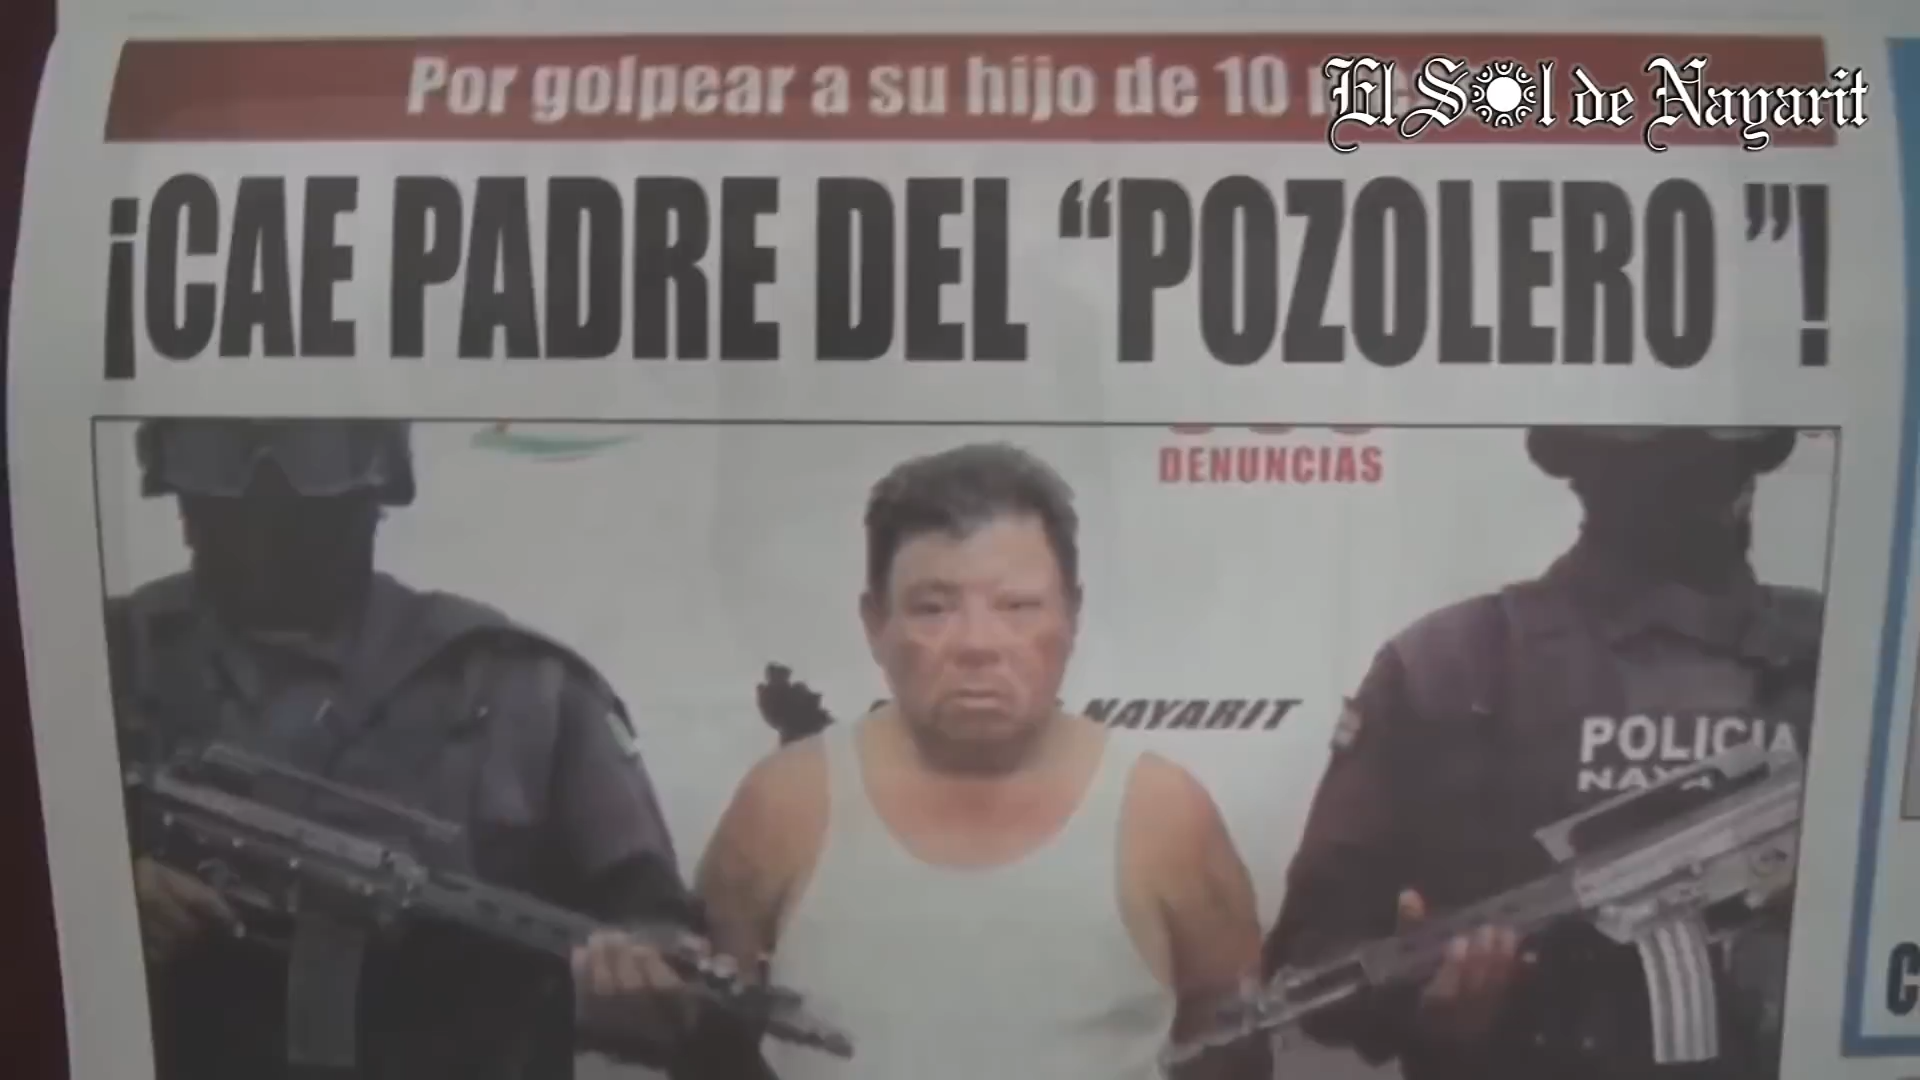 Por golpear a su hijo de 10
El Sol de Nayarit
¡CAE PADRE DEL “POZOLERO”!
DENUNCIAS
NAYARIT
POLICIA